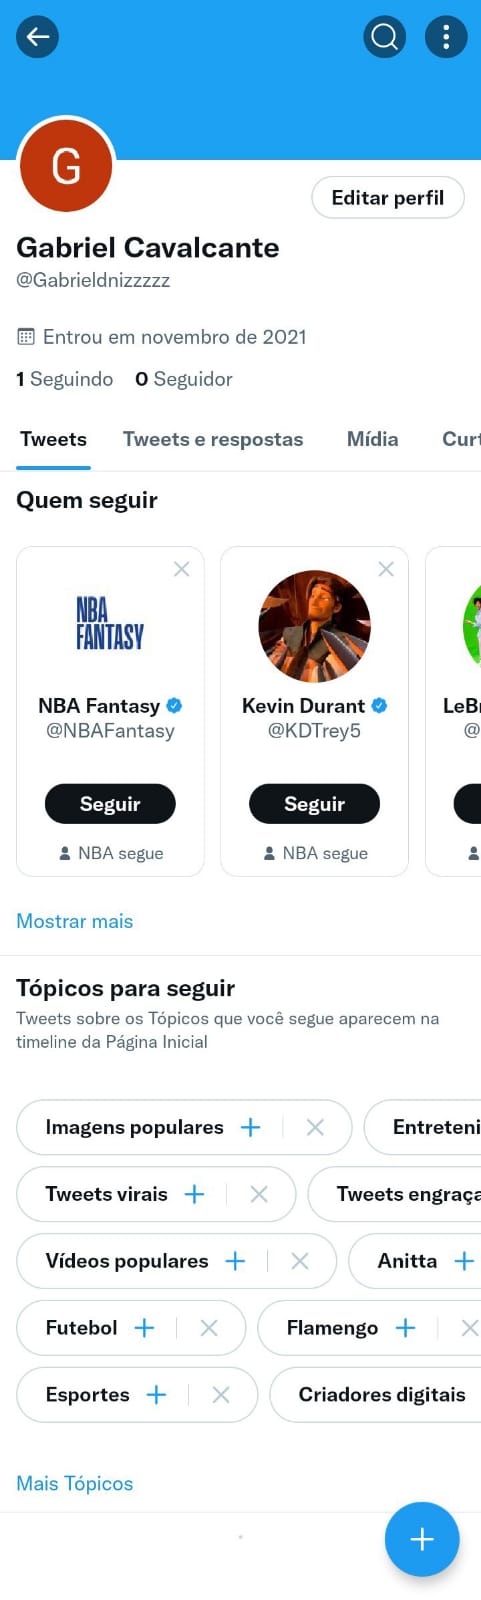 G
Editar perfil
Gabriel Cavalcante
@Gabrieldnizzzzz
Entrou em novembro de 2021
1 Seguindo 0 Seguidor
Tweets Tweets e respostas Mídia Curt
Quem seguir
NBA
FANTASY
NBA Fantasy Kevin Durant LeBr
@NBAFantasy @KDTrey5 @
Seguir Seguir
NBA segue NBA segue
Mostrar mais
Tópicos para seguir
Tweets sobre os Tópicos que você segue aparecem na
timeline da Página Inicial
Imagens populares Entreteni
Tweets virais Tweets engraça
Vídeos populares Anitta
Futebol Flamengo
Esportes Criadores digitais
Mais Tópicos